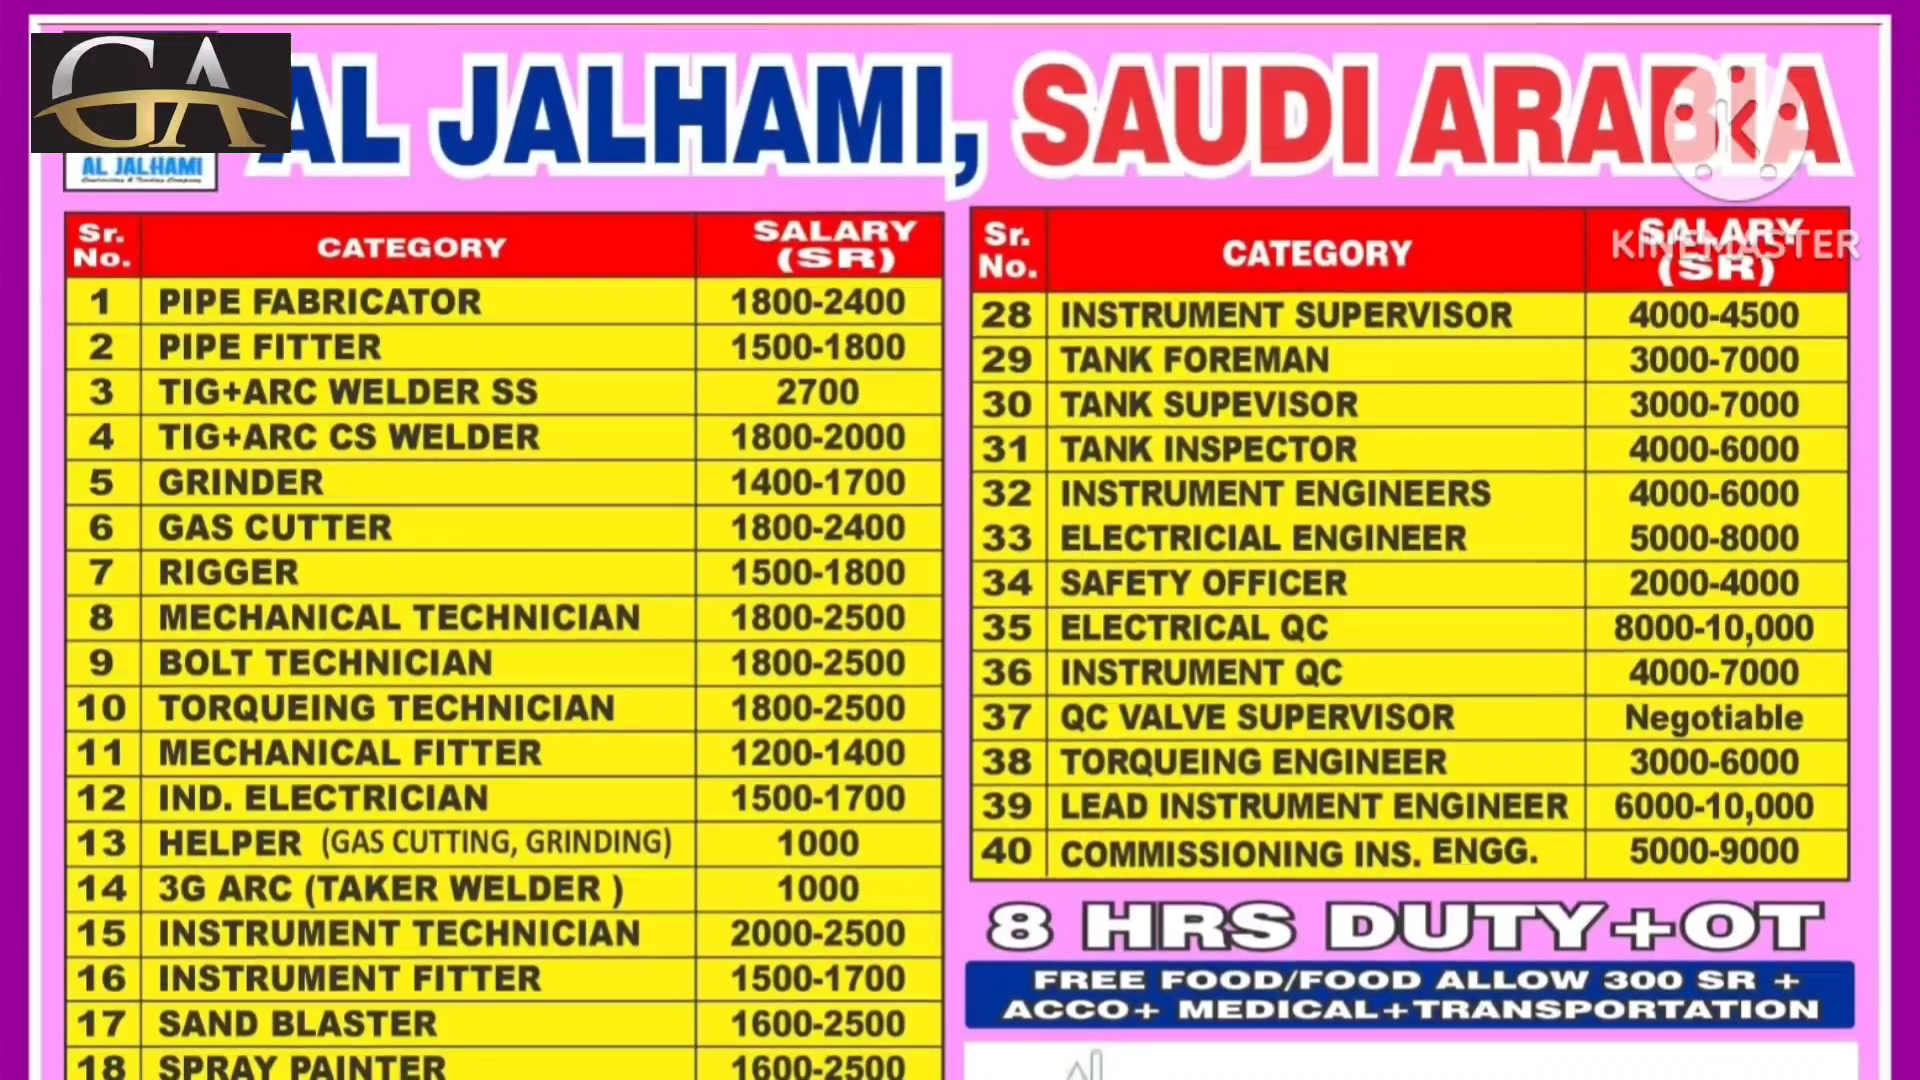 GA
AL JALHAMI
AL JALHAMI, SAUDI ARABIA
KINEMASTER
Sr. No. CATEGORY SALARY (SR)
1 PIPE FABRICATOR 1800-2400
2 PIPE FITTER 1500-1800
3 TIG+ARC WELDER SS 2700
4 TIG+ARC CS WELDER 1800-2000
5 GRINDER 1400-1700
6 GAS CUTTER 1800-2400
7 RIGGER 1500-1800
8 MECHANICAL TECHNICIAN 1800-2500
9 BOLT TECHNICIAN 1800-2500
10 TORQUEING TECHNICIAN 1800-2500
11 MECHANICAL FITTER 1200-1400
12 IND. ELECTRICIAN 1500-1700
13 HELPER (GAS CUTTING, GRINDING) 1000
14 3G ARC (TAKER WELDER ) 1000
15 INSTRUMENT TECHNICIAN 2000-2500
16 INSTRUMENT FITTER 1500-1700
17 SAND BLASTER 1600-2500
18 SPRAY PAINTER 1600-2500
Sr. No. CATEGORY SALARY (SR)
28 INSTRUMENT SUPERVISOR 4000-4500
29 TANK FOREMAN 3000-7000
30 TANK SUPEVISOR 3000-7000
31 TANK INSPECTOR 4000-6000
32 INSTRUMENT ENGINEERS 4000-6000
33 ELECTRICIAL ENGINEER 5000-8000
34 SAFETY OFFICER 2000-4000
35 ELECTRICAL QC 8000-10,000
36 INSTRUMENT QC 4000-7000
37 QC VALVE SUPERVISOR Negotiable
38 TORQUEING ENGINEER 3000-6000
39 LEAD INSTRUMENT ENGINEER 6000-10,000
40 COMMISSIONING INS. ENGG. 5000-9000
8 HRS DUTY+OT
FREE FOOD/FOOD ALLOW 300 SR +
ACCO+ MEDICAL+TRANSPORTATION